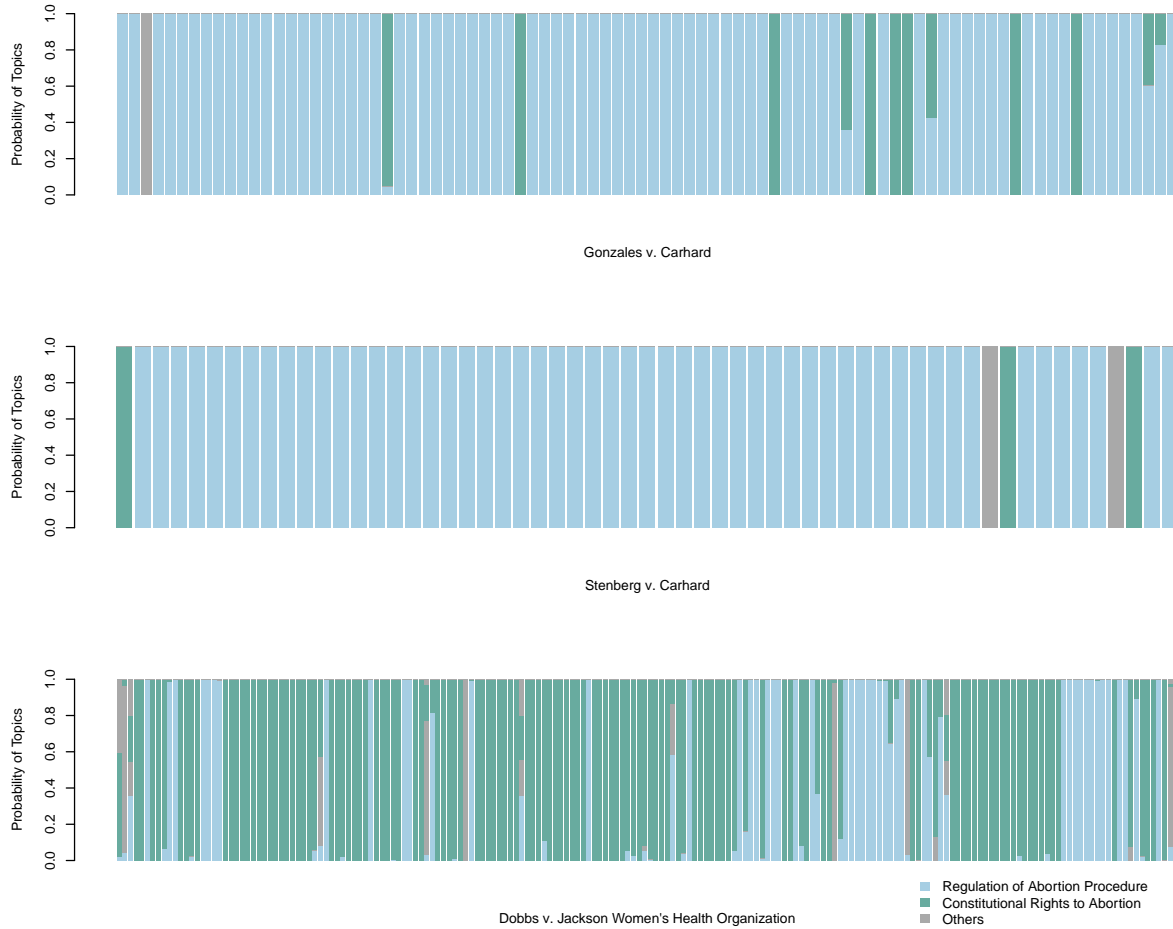 Probability of Topics
1.0
0.8
0.6
0.4
0.2
0.0
Gonzales v. Carhard
Probability of Topics
1.0
0.8
0.6
0.4
0.2
0.0
Stenberg v. Carhard
Probability of Topics
1.0
0.8
0.6
0.4
0.2
0.0
Dobbs v. Jackson Women's Health Organization
Regulation of Abortion Procedure
Constitutional Rights to Abortion
Others